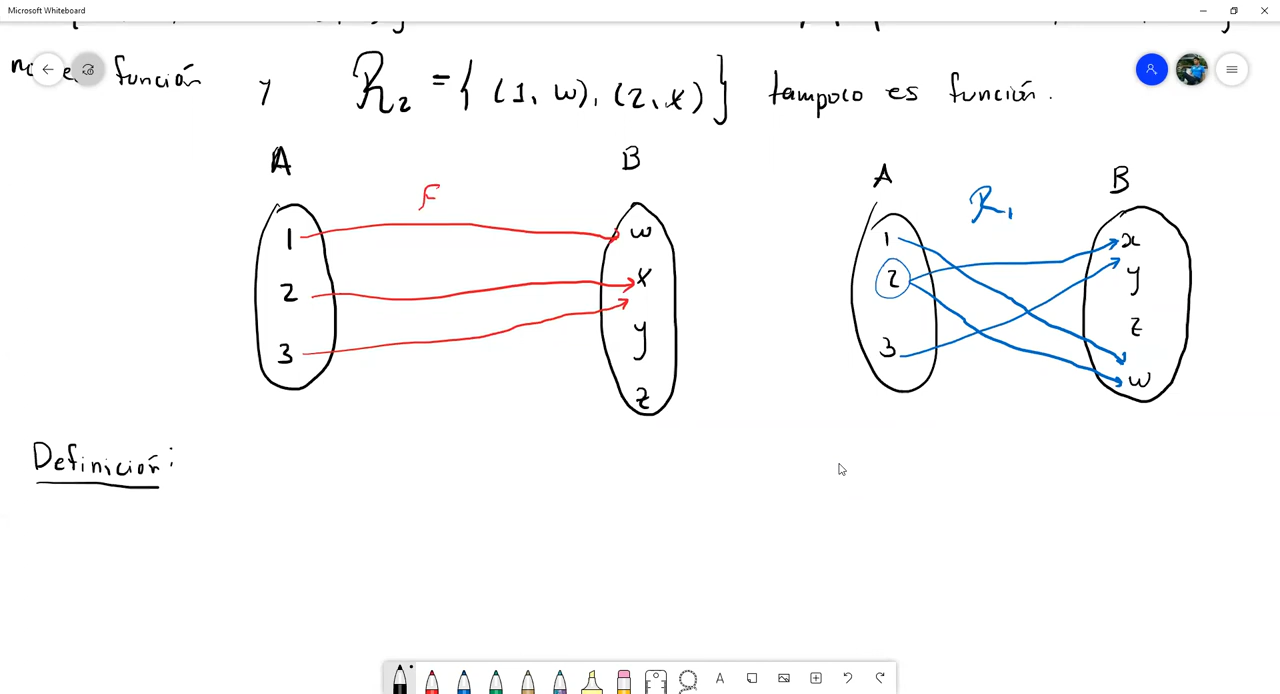 Microsoft Whiteboard
función y R₂ = { (1, w), (2, x) } tampoco es función.
A B
F
1 w
2 x
3 y
z
A B
R₁
1 x
2 y
z
3 w
Definición:
A